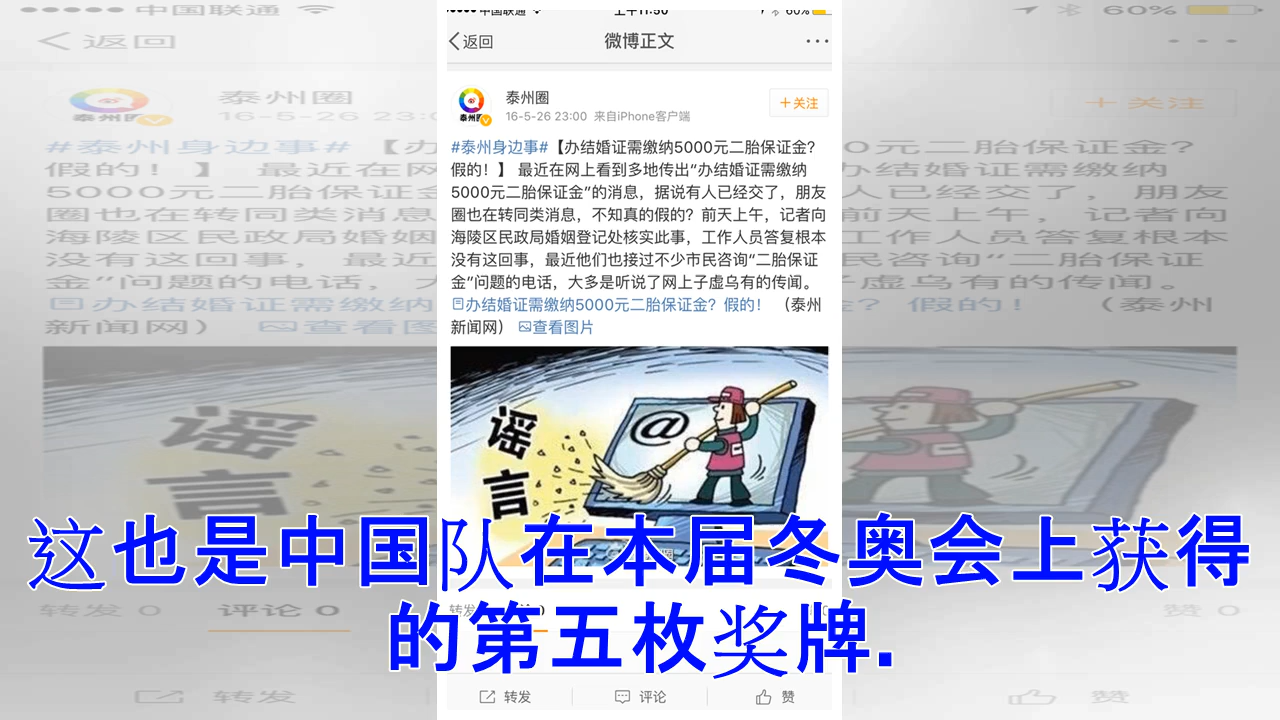 中国联通
上午11:50
60%
返回
微博正文
泰州圈
16-5-26 23:00 来自iPhone客户端
＋关注
#泰州身边事#【办结婚证需缴纳5000元二胎保证金？
假的！】 最近在网上看到多地传出“办结婚证需缴纳
5000元二胎保证金”的消息，据说有人已经交了，朋友
圈也在转同类消息，不知真的假的？前天上午，记者向
海陵区民政局婚姻登记处核实此事，工作人员答复根本
没有这回事，最近他们也接过不少市民咨询“二胎保证
金”问题的电话，大多是听说了网上子虚乌有的传闻。
办结婚证需缴纳5000元二胎保证金？假的！ （泰州
新闻网） 查看图片
谣言
@
这也是中国队在本届冬奥会上获得
的第五枚奖牌.
转发 0 评论 0 赞 0
转发 评论 赞